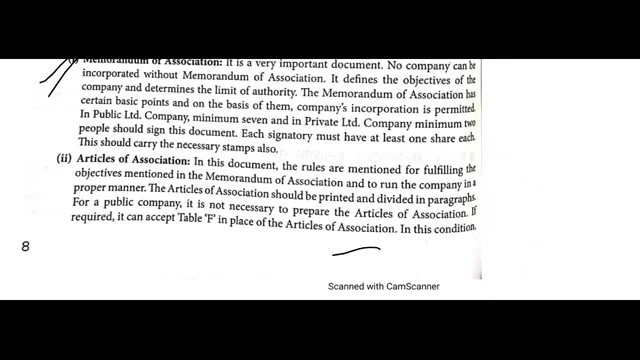 (i) Memorandum of Association: It is a very important document. No company can be
incorporated without Memorandum of Association. It defines the objectives of the
company and determines the limit of authority. The Memorandum of Association has
certain basic points and on the basis of them, company's incorporation is permitted.
In Public Ltd. Company, minimum seven and in Private Ltd. Company minimum two
people should sign this document. Each signatory must have at least one share each.
This should carry the necessary stamps also.
(ii) Articles of Association: In this document, the rules are mentioned for fulfilling the
objectives mentioned in the Memorandum of Association and to run the company in a
proper manner. The Articles of Association should be printed and divided in paragraphs.
For a public company, it is not necessary to prepare the Articles of Association. If
required, it can accept Table 'F' in place of the Articles of Association. In this condition,
8
Scanned with CamScanner